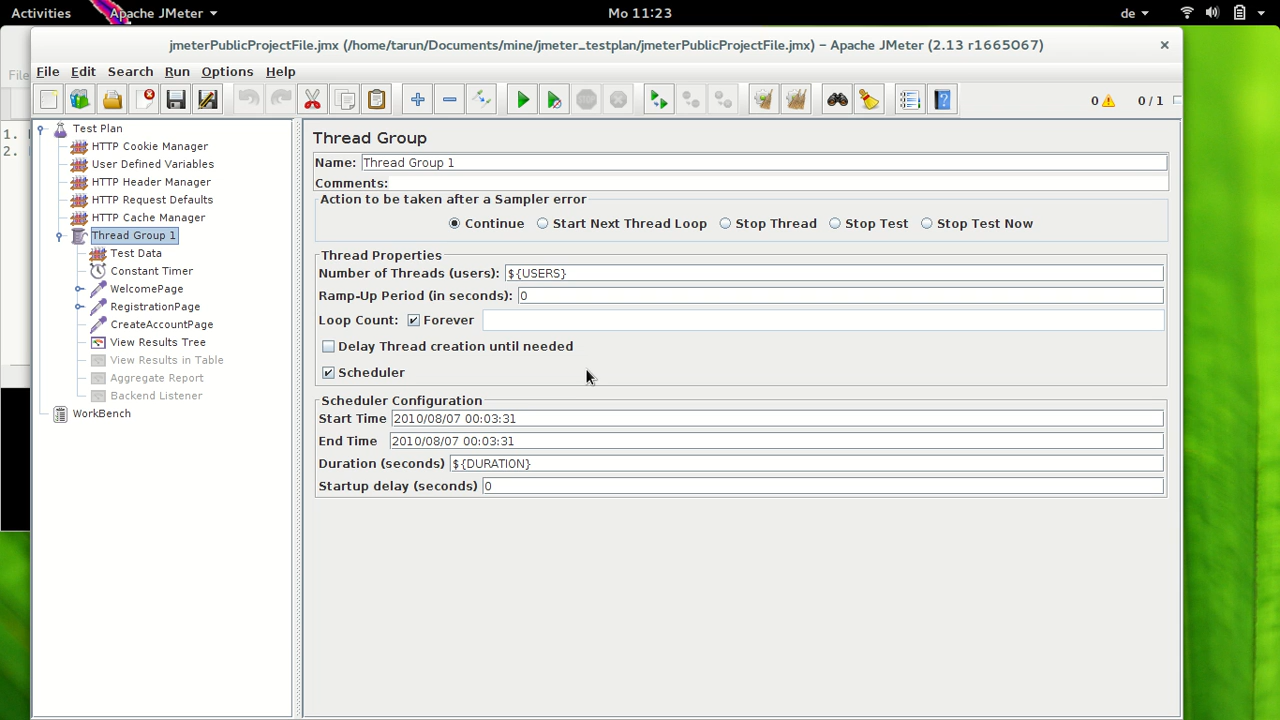 Activities Apache JMeter Mo 11:23 de
jmeterPublicProjectFile.jmx (/home/tarun/Documents/mine/jmeter_testplan/jmeterPublicProjectFile.jmx) – Apache JMeter (2.13 r1665067) ×
File Edit Search Run Options Help
0 0 / 1
File
1.
2.
Test Plan
HTTP Cookie Manager
User Defined Variables
HTTP Header Manager
HTTP Request Defaults
HTTP Cache Manager
Thread Group 1
Test Data
Constant Timer
WelcomePage
RegistrationPage
CreateAccountPage
View Results Tree
View Results in Table
Aggregate Report
Backend Listener
WorkBench
Thread Group
Name: Thread Group 1
Comments:
Action to be taken after a Sampler error
Continue Start Next Thread Loop Stop Thread Stop Test Stop Test Now
Thread Properties
Number of Threads (users): ${USERS}
Ramp-Up Period (in seconds): 0
Loop Count: Forever
Delay Thread creation until needed
Scheduler
Scheduler Configuration
Start Time 2010/08/07 00:03:31
End Time 2010/08/07 00:03:31
Duration (seconds) ${DURATION}
Startup delay (seconds) 0